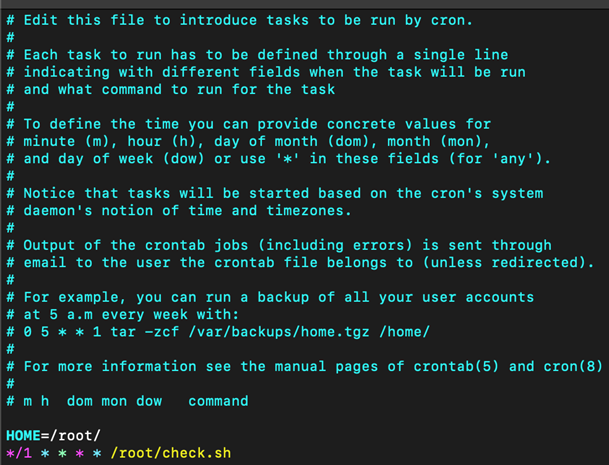 # Edit this file to introduce tasks to be run by cron.
#
# Each task to run has to be defined through a single line
# indicating with different fields when the task will be run
# and what command to run for the task
#
# To define the time you can provide concrete values for
# minute (m), hour (h), day of month (dom), month (mon),
# and day of week (dow) or use '*' in these fields (for 'any').
#
# Notice that tasks will be started based on the cron's system
# daemon's notion of time and timezones.
#
# Output of the crontab jobs (including errors) is sent through
# email to the user the crontab file belongs to (unless redirected).
#
# For example, you can run a backup of all your user accounts
# at 5 a.m every week with:
# 0 5 * * 1 tar -zcf /var/backups/home.tgz /home/
#
# For more information see the manual pages of crontab(5) and cron(8)
#
# m h  dom mon dow   command
HOME=/root/
*/1 * * * * /root/check.sh